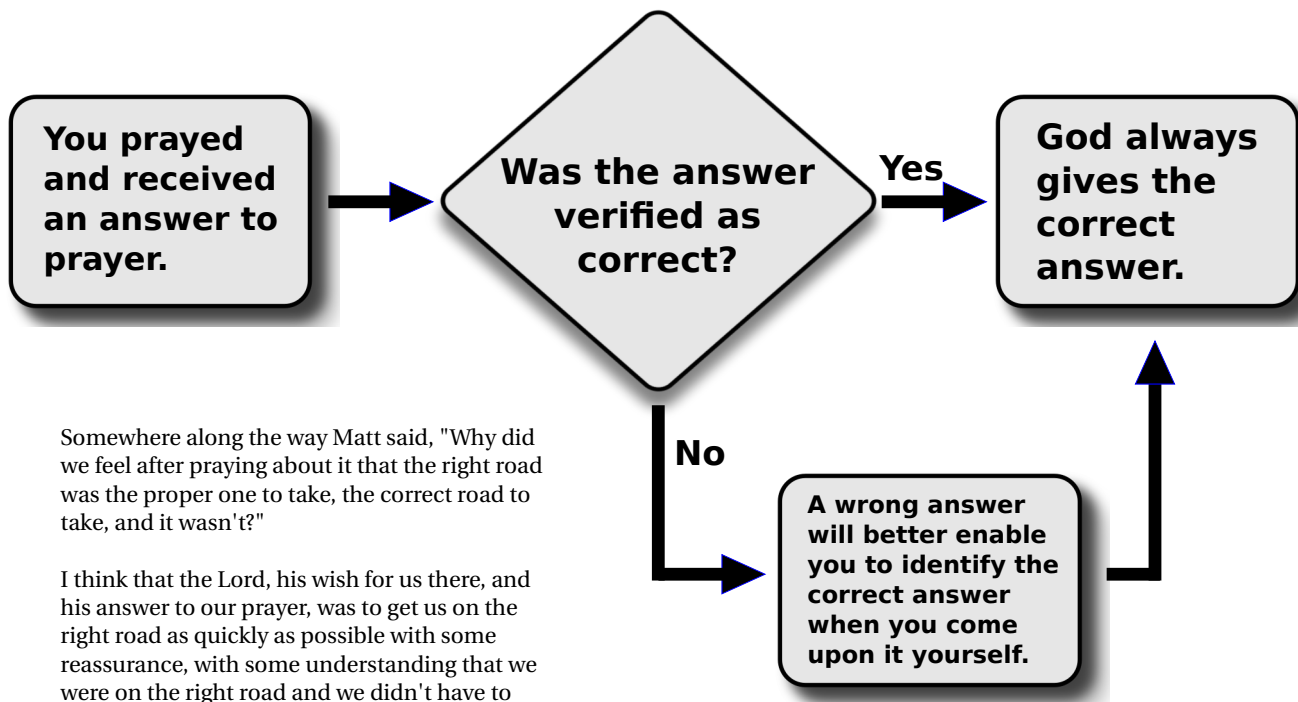 You prayed
and received
an answer to
prayer.
Was the answer
verified as
correct?
Yes
God always
gives the
correct
answer.
No
A wrong answer
will better enable
you to identify the
correct answer
when you come
upon it yourself.
Somewhere along the way Matt said, "Why did
we feel after praying about it that the right road
was the proper one to take, the correct road to
take, and it wasn't?"
I think that the Lord, his wish for us there, and
his answer to our prayer, was to get us on the
right road as quickly as possible with some
reassurance, with some understanding that we
were on the right road and we didn't have to